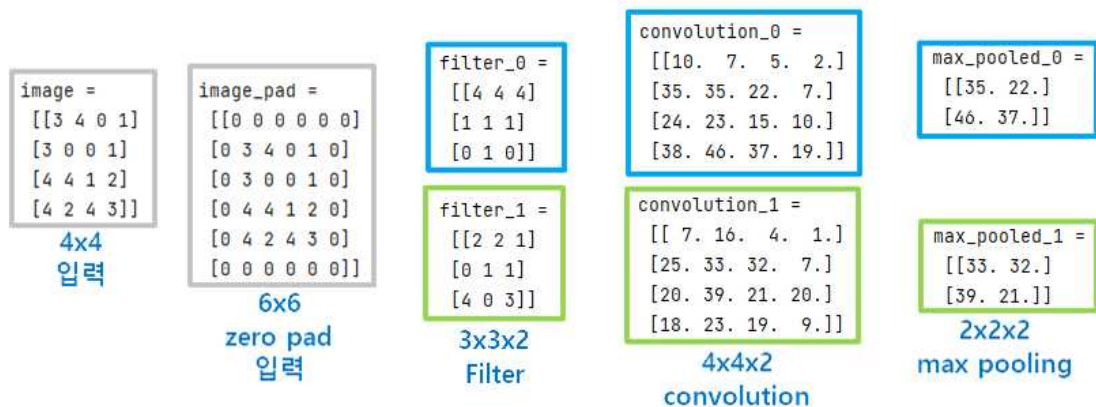 image =
[[3 4 0 1]
[3 0 0 1]
[4 4 1 2]
[4 2 4 3]]
4x4
입력
image_pad =
[[0 0 0 0 0 0]
[0 3 4 0 1 0]
[0 3 0 0 1 0]
[0 4 4 1 2 0]
[0 4 2 4 3 0]
[0 0 0 0 0 0]]
6x6
zero pad
입력
filter_0 =
[[4 4 4]
[1 1 1]
[0 1 0]]
filter_1 =
[[2 2 1]
[0 1 1]
[4 0 3]]
3x3x2
Filter
convolution_0 =
[[10. 7. 5. 2.]
[35. 35. 22. 7.]
[24. 23. 15. 10.]
[38. 46. 37. 19.]]
convolution_1 =
[[ 7. 16. 4. 1.]
[25. 33. 32. 7.]
[20. 39. 21. 20.]
[18. 23. 19. 9.]]
4x4x2
convolution
max_pooled_0 =
[[35. 22.]
[46. 37.]]
max_pooled_1 =
[[33. 32.]
[39. 21.]]
2x2x2
max pooling